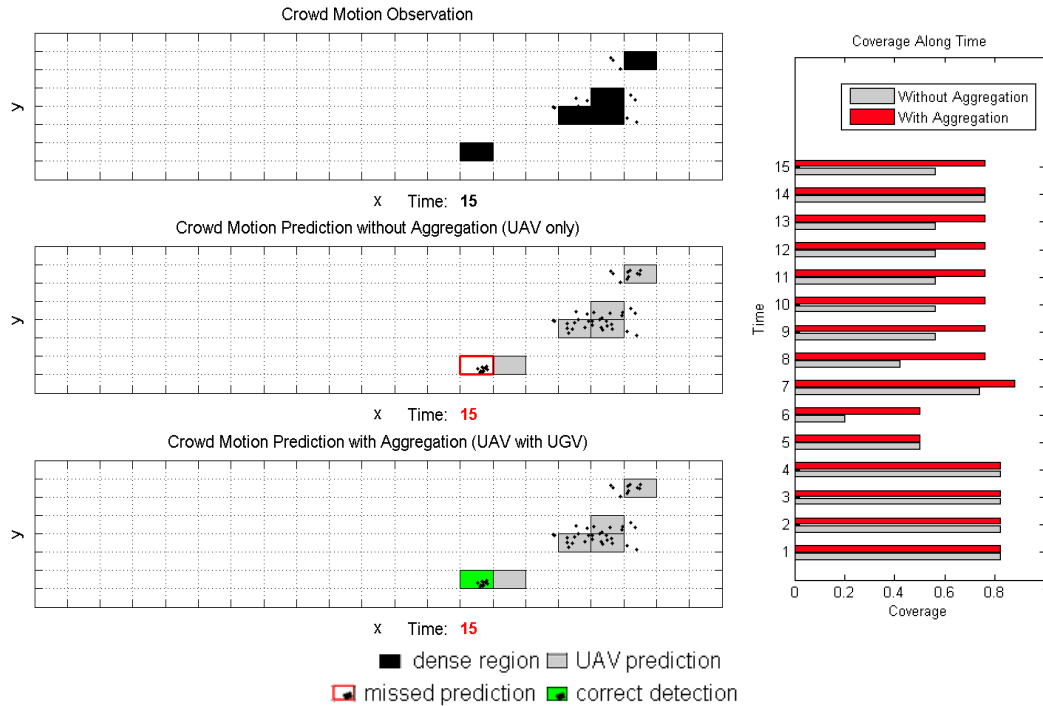 Crowd Motion Observation
y
x Time: 15
Crowd Motion Prediction without Aggregation (UAV only)
y
x Time: 15
Crowd Motion Prediction with Aggregation (UAV with UGV)
y
x Time: 15
dense region UAV prediction
missed prediction correct detection
Coverage Along Time
Without Aggregation
With Aggregation
Time
15
14
13
12
11
10
9
8
7
6
5
4
3
2
1
0 0.2 0.4 0.6 0.8
Coverage